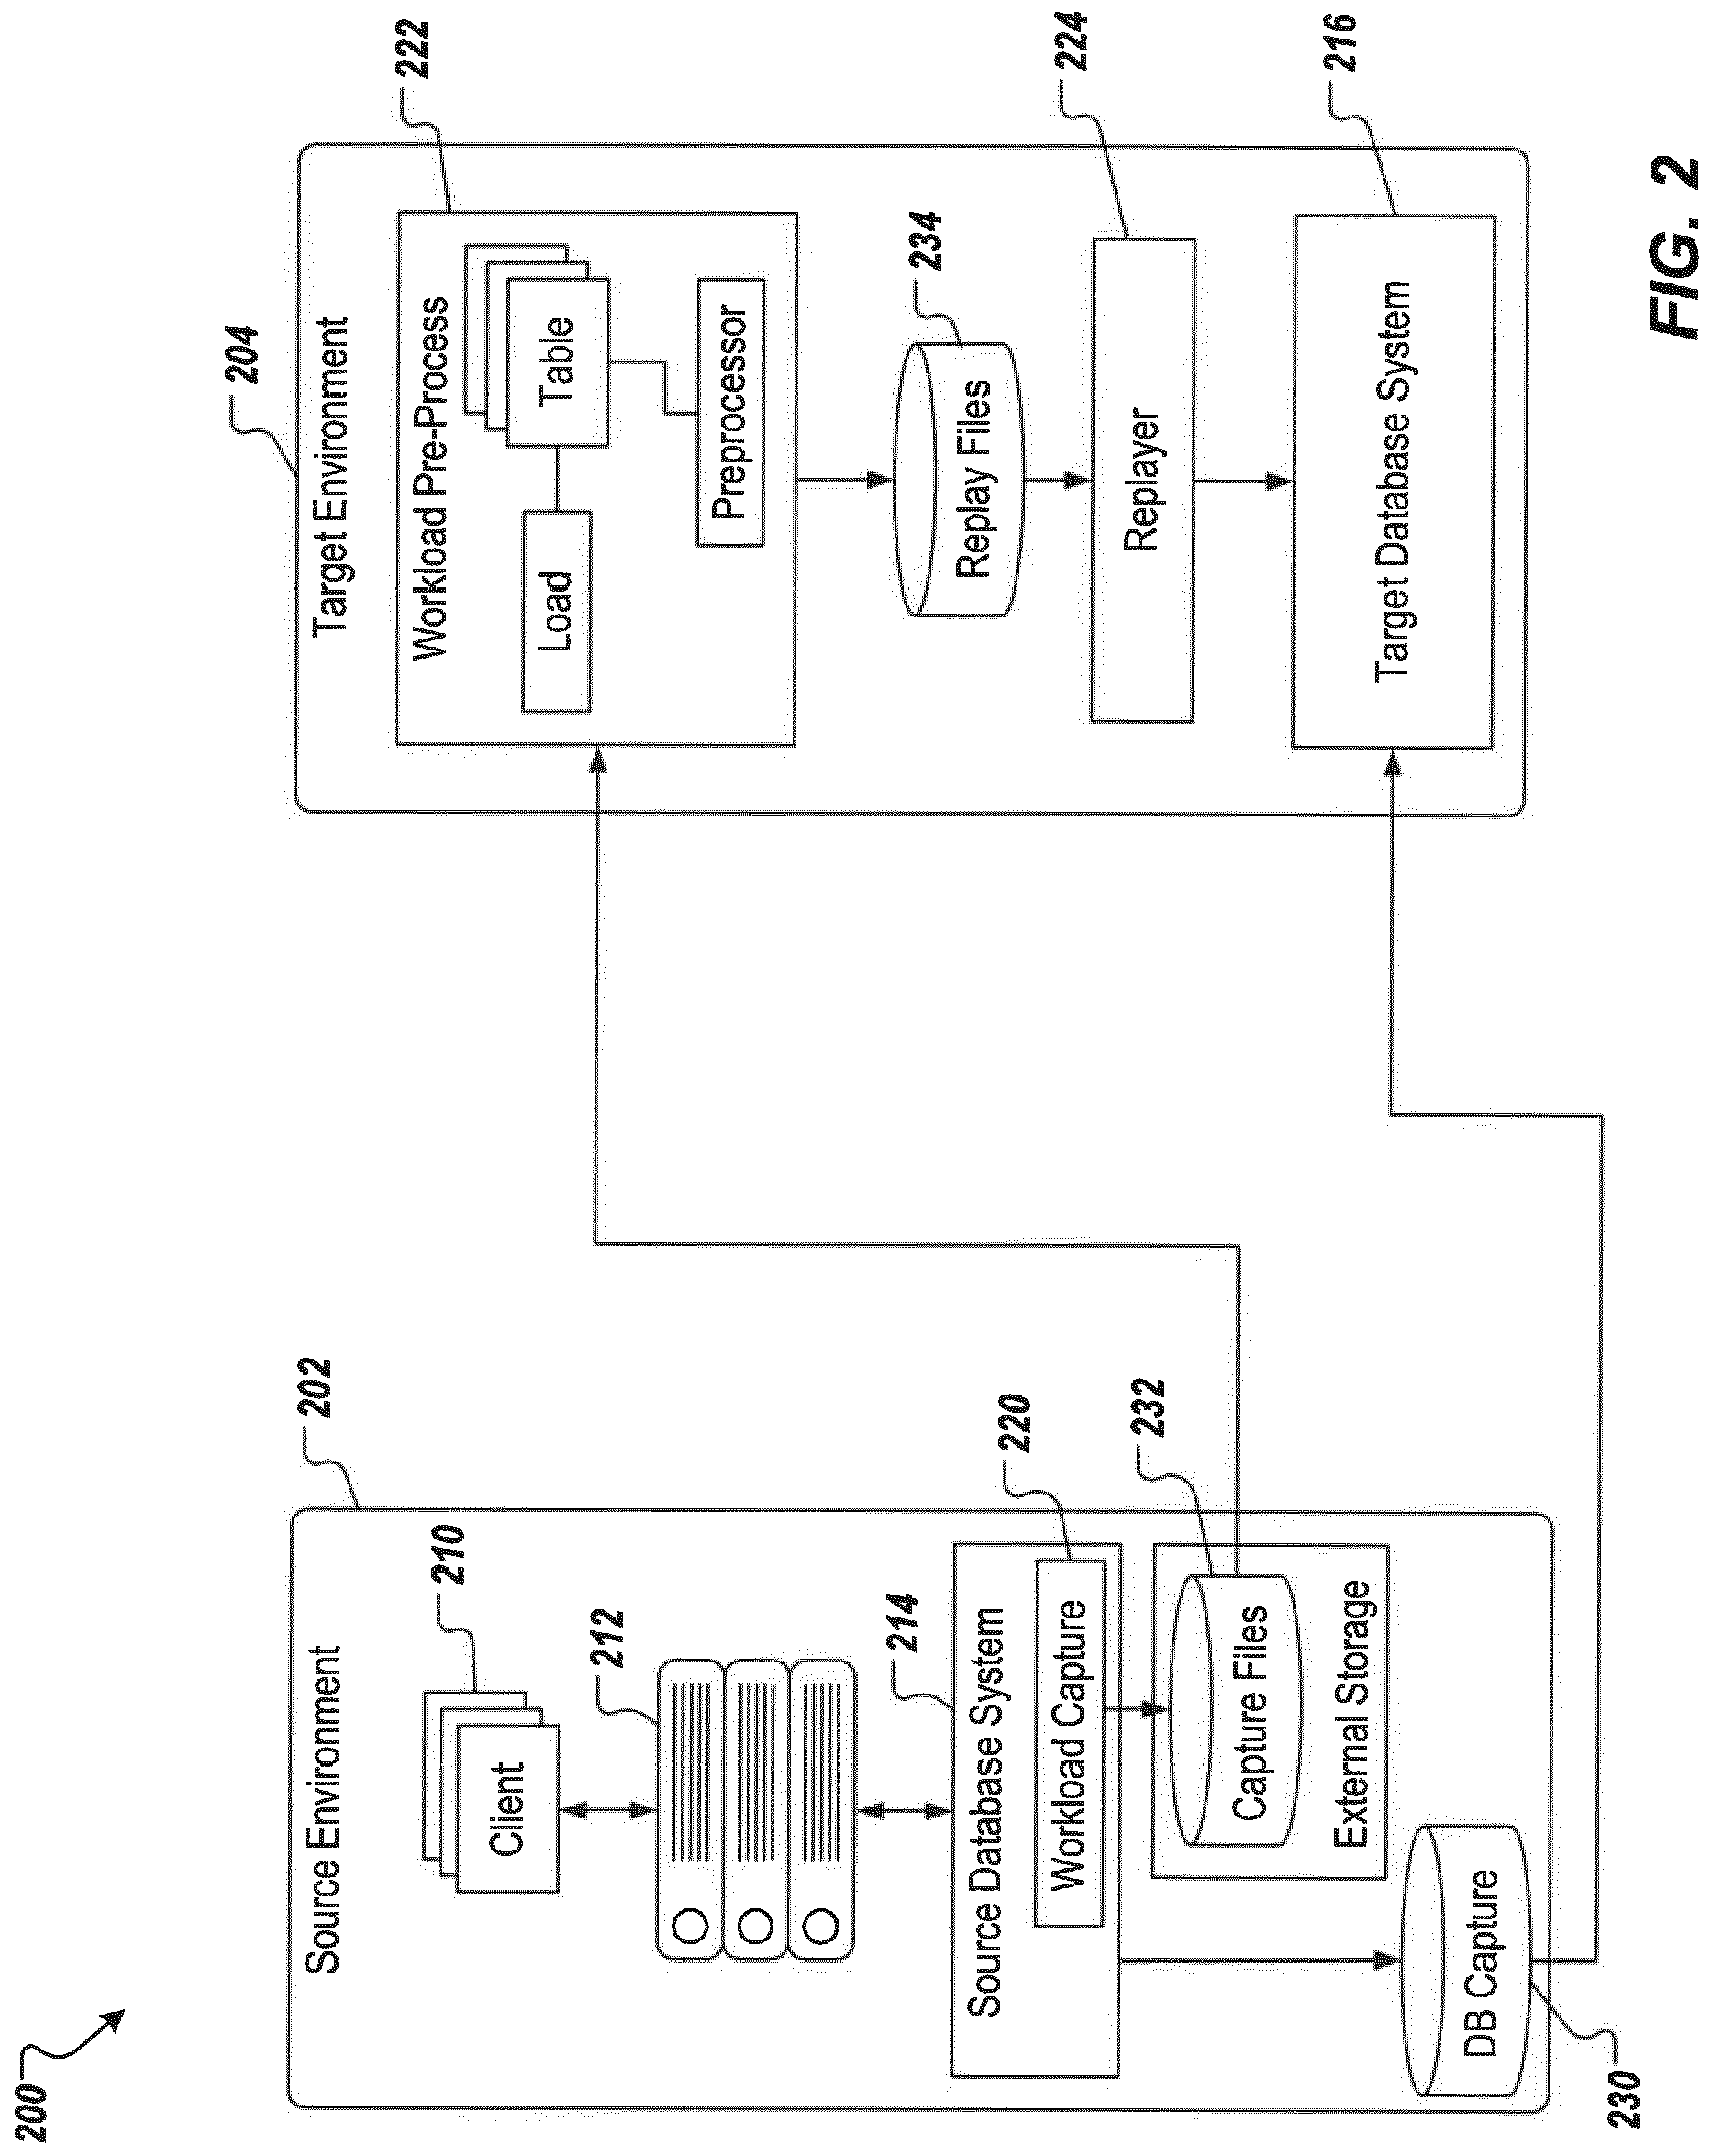 200
Source Environment
202
Client
210
212
214
Source Database System
220
Workload Capture
232
Capture Files
External Storage
DB Capture
230
204
Target Environment
222
Workload Pre-Process
Load
Table
Preprocessor
234
Replay Files
224
Replayer
216
Target Database System
FIG. 2